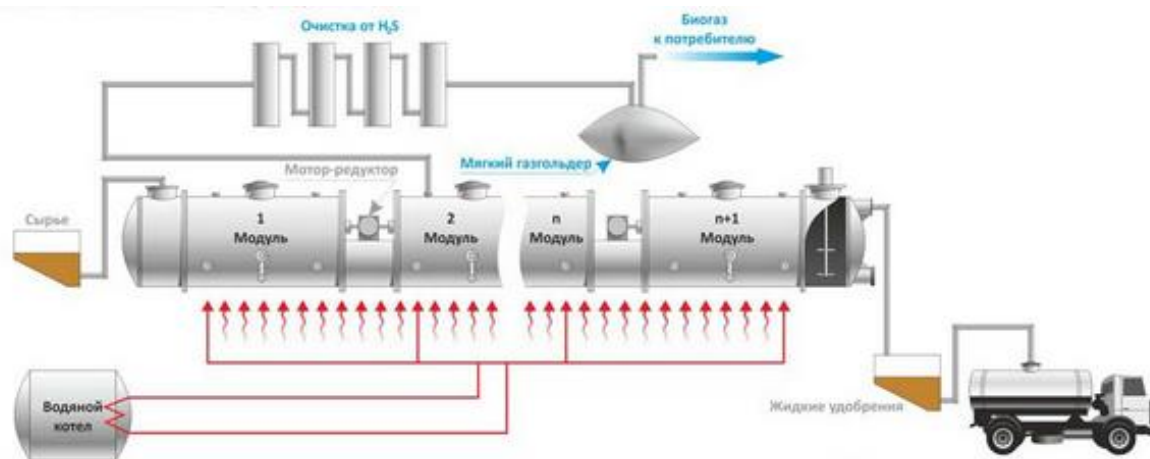 Очистка от H₂S
Биогаз
к потребителю
Мягкий газгольдер
Мотор-редуктор
Сырье
1
Модуль
2
Модуль
n
Модуль
n+1
Модуль
Водяной
котел
Жидкие удобрения